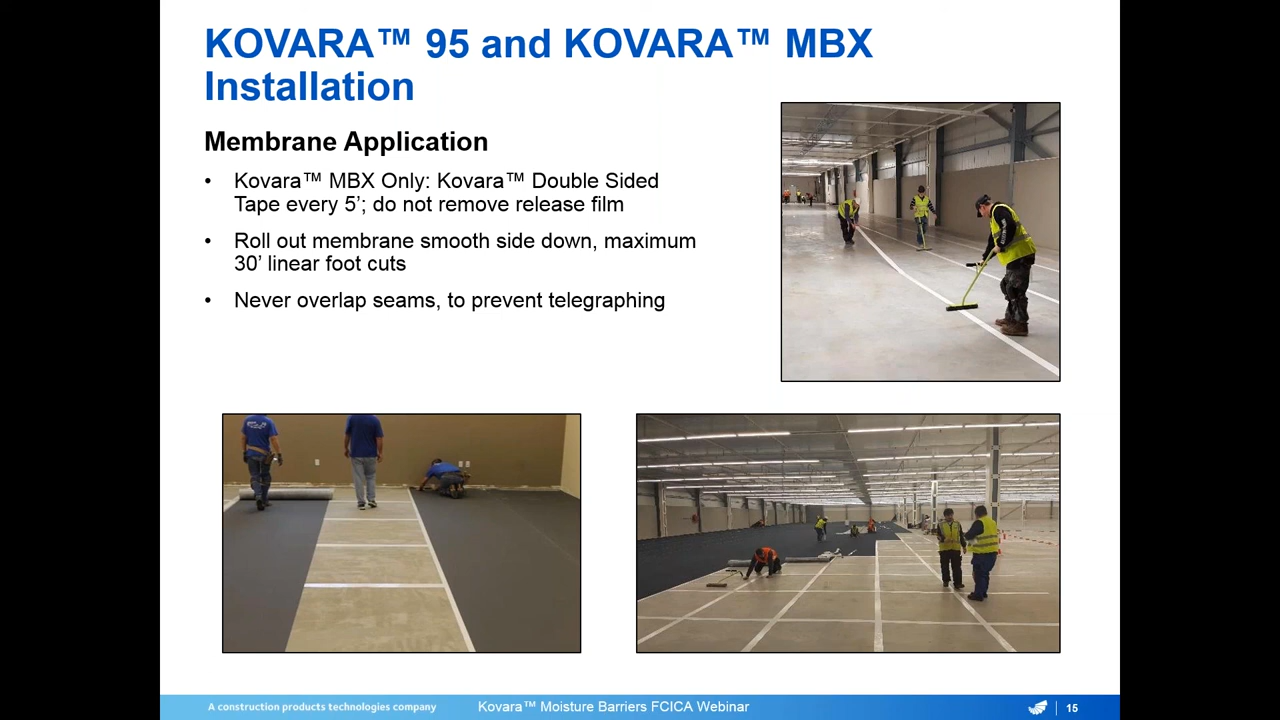 KOVARA™ 95 and KOVARA™ MBX
Installation
Membrane Application
• Kovara™ MBX Only: Kovara™ Double Sided
Tape every 5’; do not remove release film
• Roll out membrane smooth side down, maximum
30’ linear foot cuts
• Never overlap seams, to prevent telegraphing
A construction products technologies company
Kovara™ Moisture Barriers FCICA Webinar
15